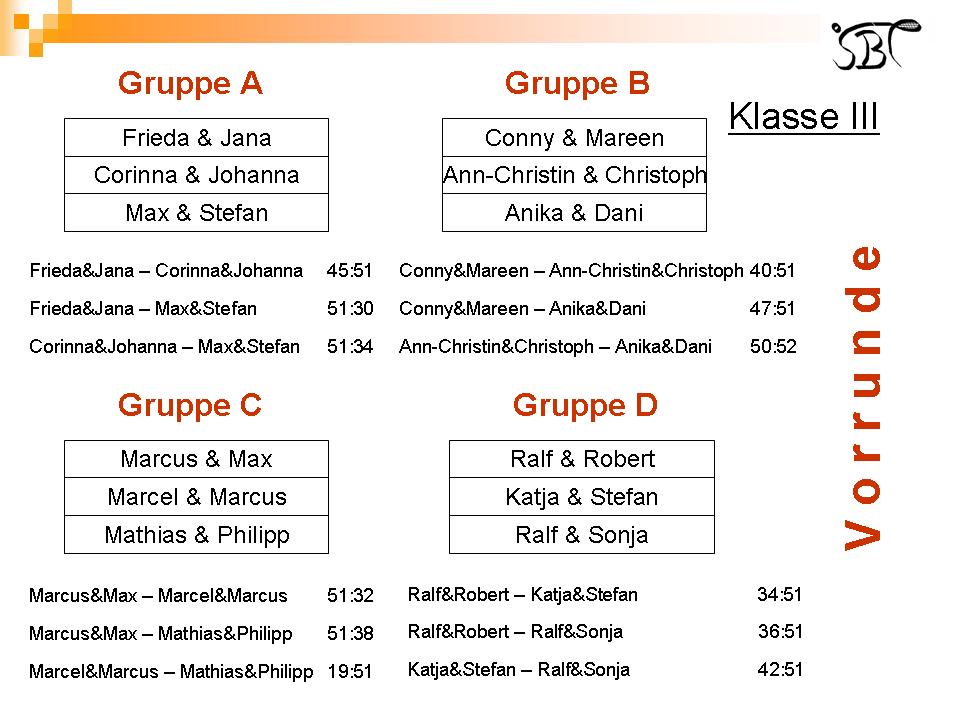 SBT
Klasse III
Vorrunde
Gruppe A
Frieda & Jana
Corinna & Johanna
Max & Stefan
Frieda&Jana – Corinna&Johanna 45:51
Frieda&Jana – Max&Stefan 51:30
Corinna&Johanna – Max&Stefan 51:34
Gruppe B
Conny & Mareen
Ann-Christin & Christoph
Anika & Dani
Conny&Mareen – Ann-Christin&Christoph 40:51
Conny&Mareen – Anika&Dani 47:51
Ann-Christin&Christoph – Anika&Dani 50:52
Gruppe C
Marcus & Max
Marcel & Marcus
Mathias & Philipp
Marcus&Max – Marcel&Marcus 51:32
Marcus&Max – Mathias&Philipp 51:38
Marcel&Marcus – Mathias&Philipp 19:51
Gruppe D
Ralf & Robert
Katja & Stefan
Ralf & Sonja
Ralf&Robert – Katja&Stefan 34:51
Ralf&Robert – Ralf&Sonja 36:51
Katja&Stefan – Ralf&Sonja 42:51